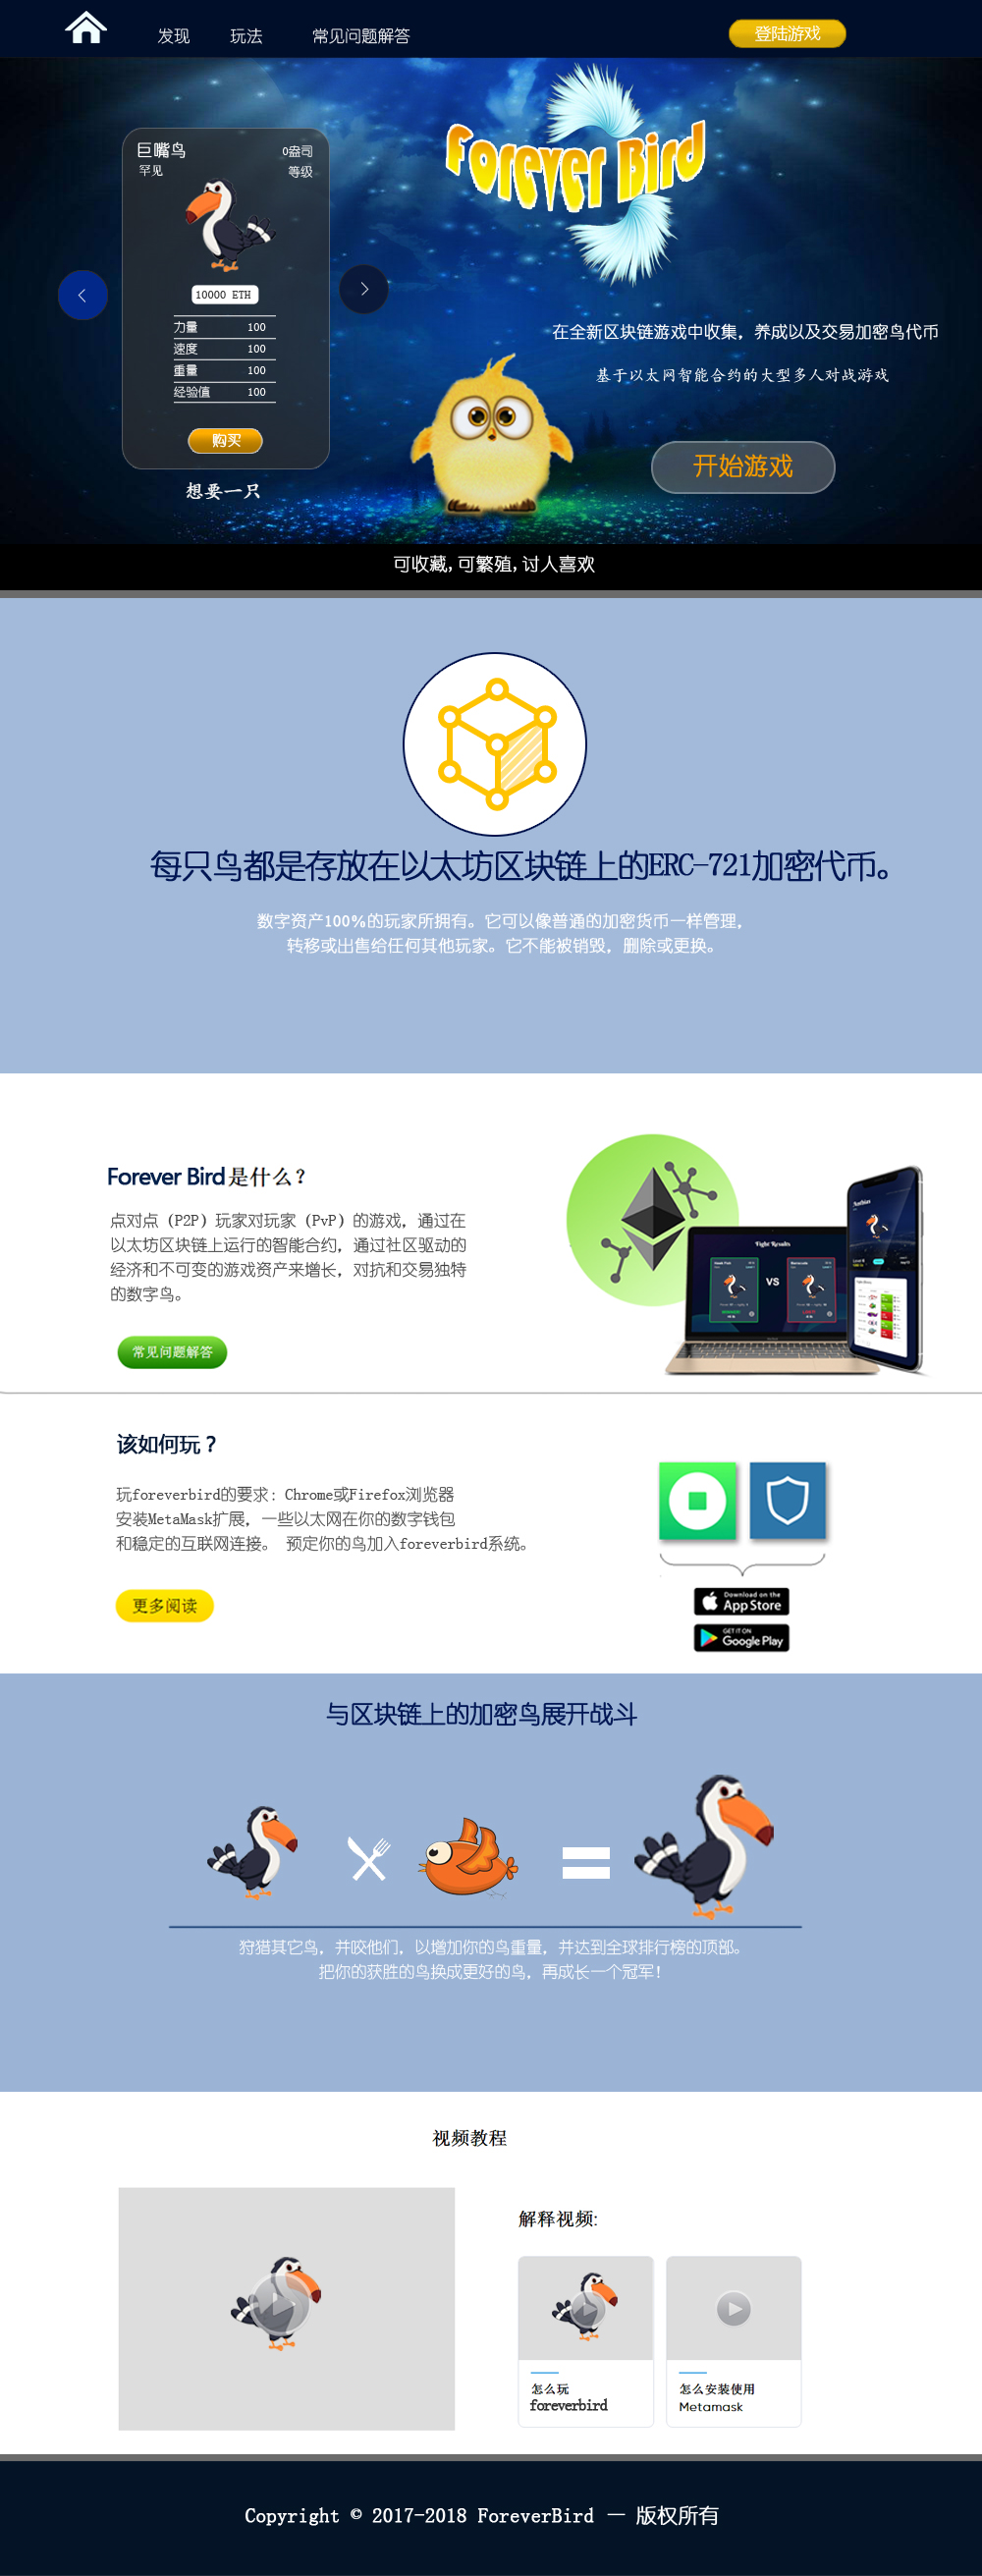 发现 玩法 常见问题解答 登陆游戏
Forever Bird
巨嘴鸟 0盎司
罕见 等级
10000 ETH
力量 100
速度 100
重量 100
经验值 100
购买
想要一只
在全新区块链游戏中收集，养成以及交易加密鸟代币
基于以太网智能合约的大型多人对战游戏
开始游戏
可收藏,可繁殖,讨人喜欢
每只鸟都是存放在以太坊区块链上的ERC-721加密代币。
数字资产100%的玩家所拥有。它可以像普通的加密货币一样管理，
转移或出售给任何其他玩家。它不能被销毁，删除或更换。
Forever Bird是什么？
点对点（P2P）玩家对玩家（PvP）的游戏，通过在
以太坊区块链上运行的智能合约，通过社区驱动的
经济和不可变的游戏资产来增长，对抗和交易独特
的数字鸟。
常见问题解答
Fight Results
VS
该如何玩？
玩foreverbird的要求：Chrome或Firefox浏览器
安装MetaMask扩展，一些以太网在你的数字钱包
和稳定的互联网连接。 预定你的鸟加入foreverbird系统。
更多阅读
Download on the
App Store
GET IT ON
Google Play
与区块链上的加密鸟展开战斗
狩猎其它鸟，并咬他们，以增加你的鸟重量，并达到全球排行榜的顶部。
把你的获胜的鸟换成更好的鸟，再成长一个冠军！
视频教程
解释视频:
怎么玩
foreverbird
怎么安装使用
Metamask
Copyright © 2017-2018 ForeverBird 一 版权所有